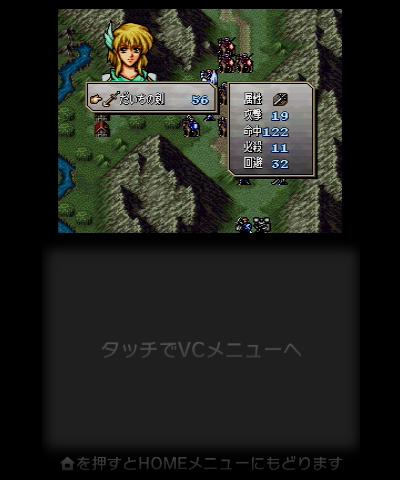 だいちの剣 56
属性
攻撃 19
命中 122
必殺 11
回避 32
タッチでVCメニューへ
を押すとHOMEメニューにもどります